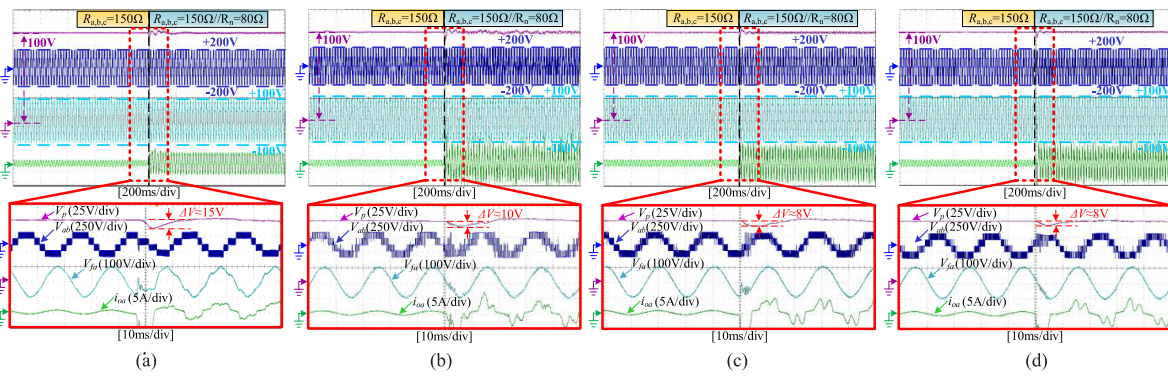 Ra,b,c=150Ω Ra,b,c=150Ω//Rn=80Ω
100V +200V
-200V +100V
-100V
[200ms/div]
Vp (25V/div) ΔV≈15V
Vab(250V/div)
Vfa(100V/div)
ioa (5A/div)
[10ms/div]
(a)
Ra,b,c=150Ω Ra,b,c=150Ω//Rn=80Ω
100V +200V
-200V +100V
-100V
[200ms/div]
Vp (25V/div) ΔV≈10V
Vab(250V/div)
Vfa(100V/div)
ioa (5A/div)
[10ms/div]
(b)
Ra,b,c=150Ω Ra,b,c=150Ω//Rn=80Ω
100V +200V
-200V +100V
-100V
[200ms/div]
Vp (25V/div) ΔV≈8V
Vab(250V/div)
Vfa(100V/div)
ioa (5A/div)
[10ms/div]
(c)
Ra,b,c=150Ω Ra,b,c=150Ω//Rn=80Ω
100V +200V
-200V +100V
-100V
[200ms/div]
Vp (25V/div) ΔV≈8V
Vab(250V/div)
Vfa(100V/div)
ioa (5A/div)
[10ms/div]
(d)